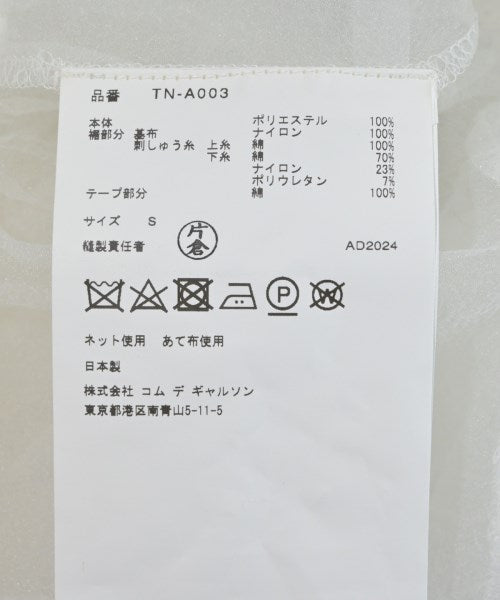 品番 TN-A003
本体 ポリエステル 100%
裾部分 基布 ナイロン 100%
刺しゅう糸 上糸 綿 100%
下糸 綿 70%
ナイロン 23%
ポリウレタン 7%
テープ部分 綿 100%
サイズ S
縫製責任者 片倉 AD2024
P W
ネット使用 あて布使用
日本製
株式会社 コム デ ギャルソン
東京都港区南青山5-11-5